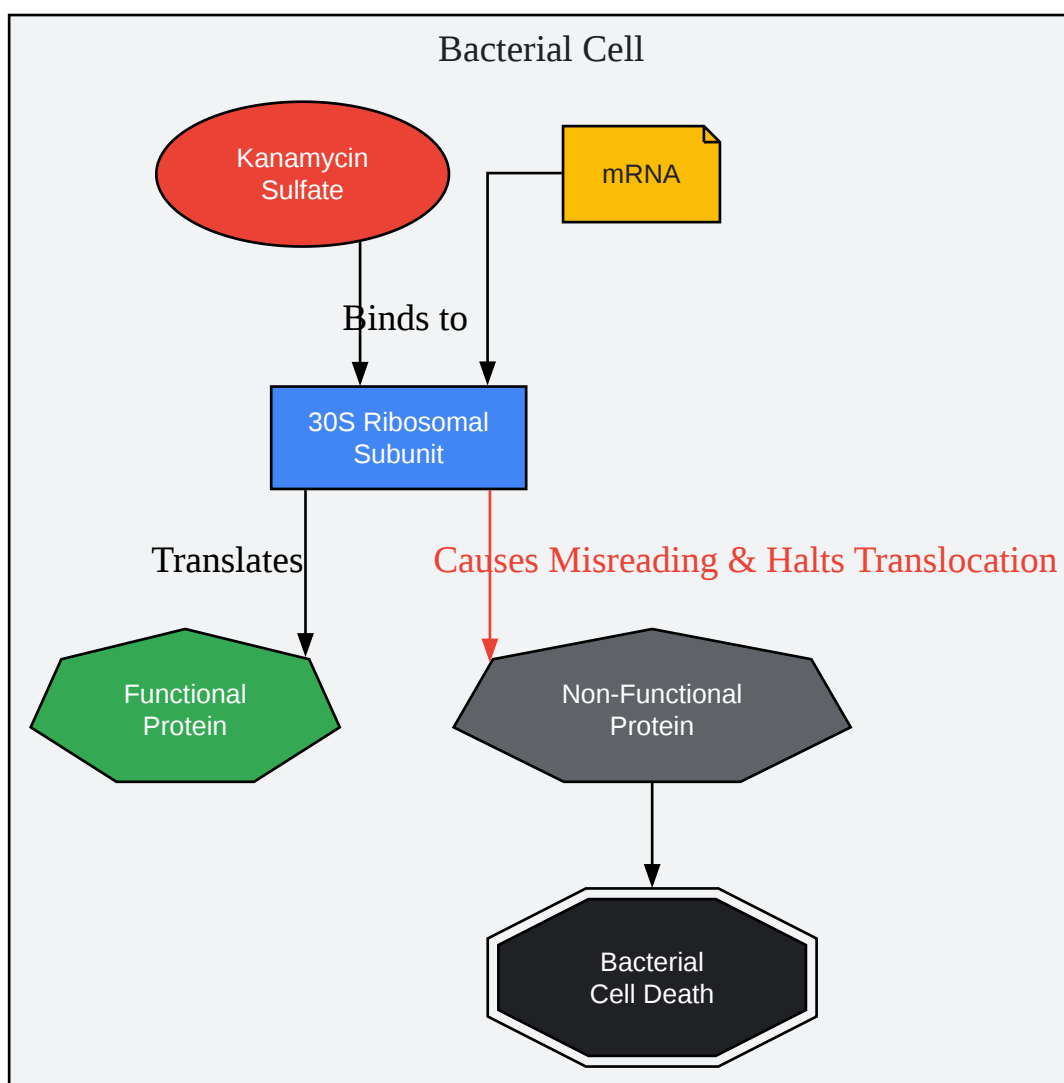 Bacterial Cell
Kanamycin
Sulfate
mRNA
Binds to
30S Ribosomal
Subunit
Translates
Causes Misreading & Halts Translocation
Functional
Protein
Non-Functional
Protein
Bacterial
Cell Death